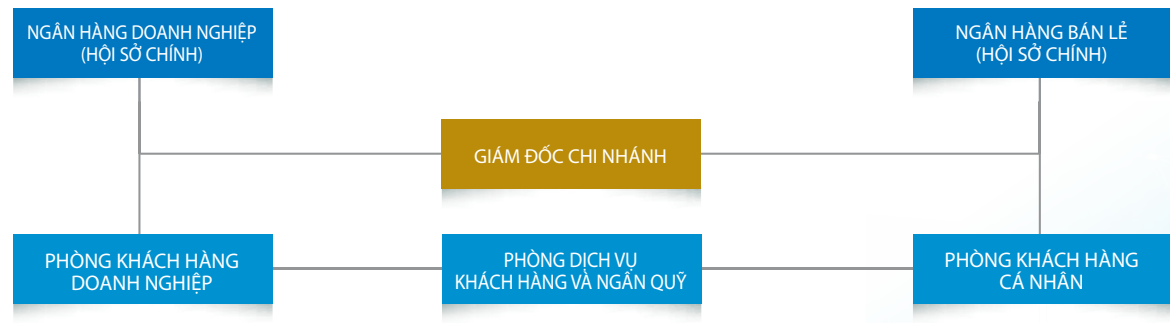 NGÂN HÀNG DOANH NGHIỆP
(HỘI SỞ CHÍNH)
NGÂN HÀNG BÁN LẺ
(HỘI SỞ CHÍNH)
GIÁM ĐỐC CHI NHÁNH
PHÒNG KHÁCH HÀNG
DOANH NGHIỆP
PHÒNG DỊCH VỤ
KHÁCH HÀNG VÀ NGÂN QUỸ
PHÒNG KHÁCH HÀNG
CÁ NHÂN